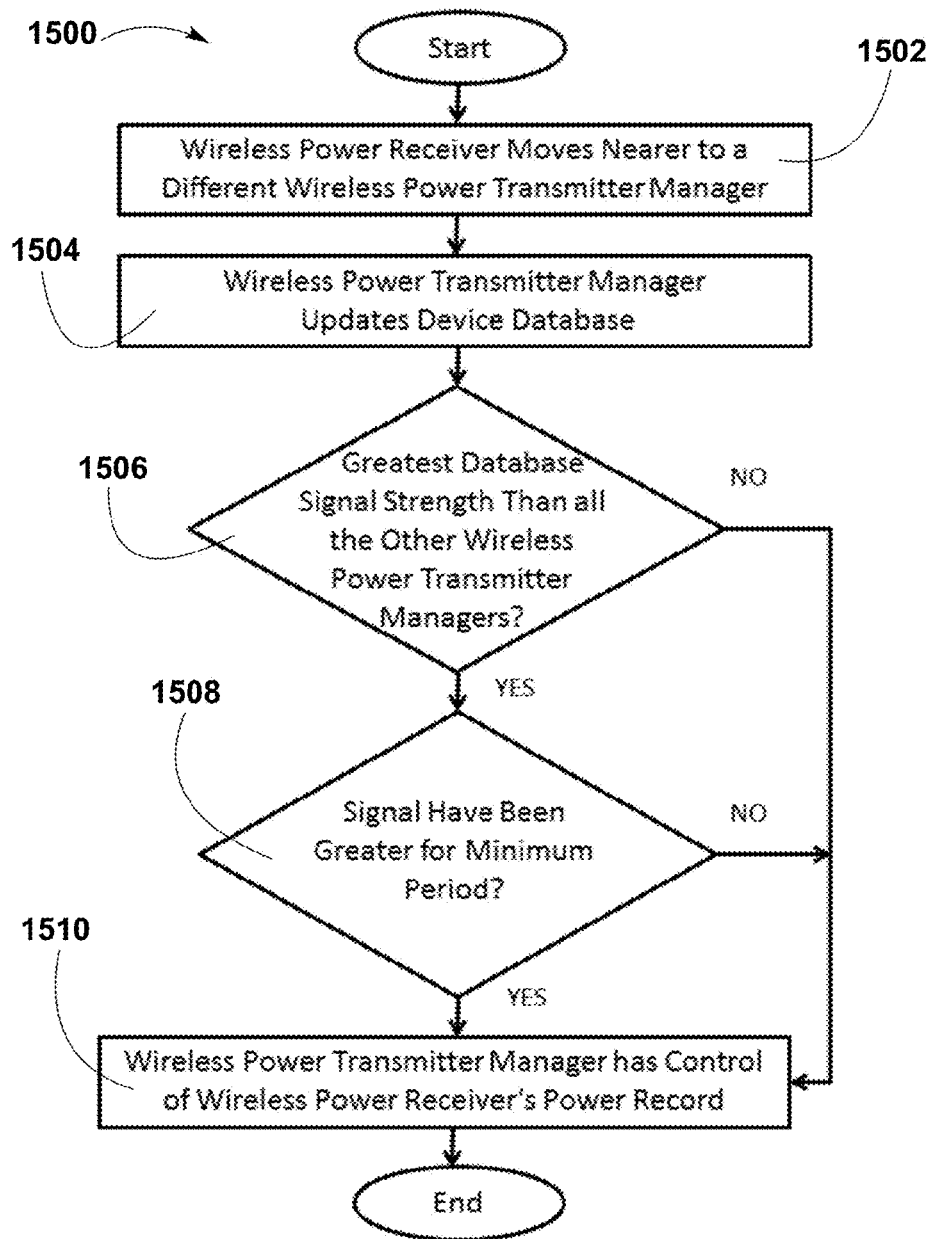 1500
Start
1502
Wireless Power Receiver Moves Nearer to a
Different Wireless Power Transmitter Manager
1504
Wireless Power Transmitter Manager
Updates Device Database
1506
Greatest Database
Signal Strength Than all
the Other Wireless
Power Transmitter
Managers?
NO
YES
1508
Signal Have Been
Greater for Minimum
Period?
NO
YES
1510
Wireless Power Transmitter Manager has Control
of Wireless Power Receiver's Power Record
End